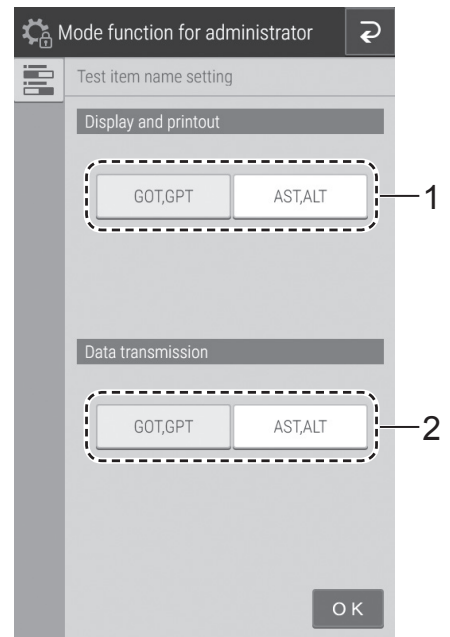 Mode function for administrator
Test item name setting
Display and printout
GOT,GPT AST,ALT 1
Data transmission
GOT,GPT AST,ALT 2
OK